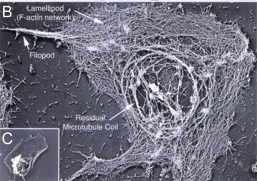 B
Lamellipod
(F-actin network)
Filopod
Residual
Microtubule Coil
C